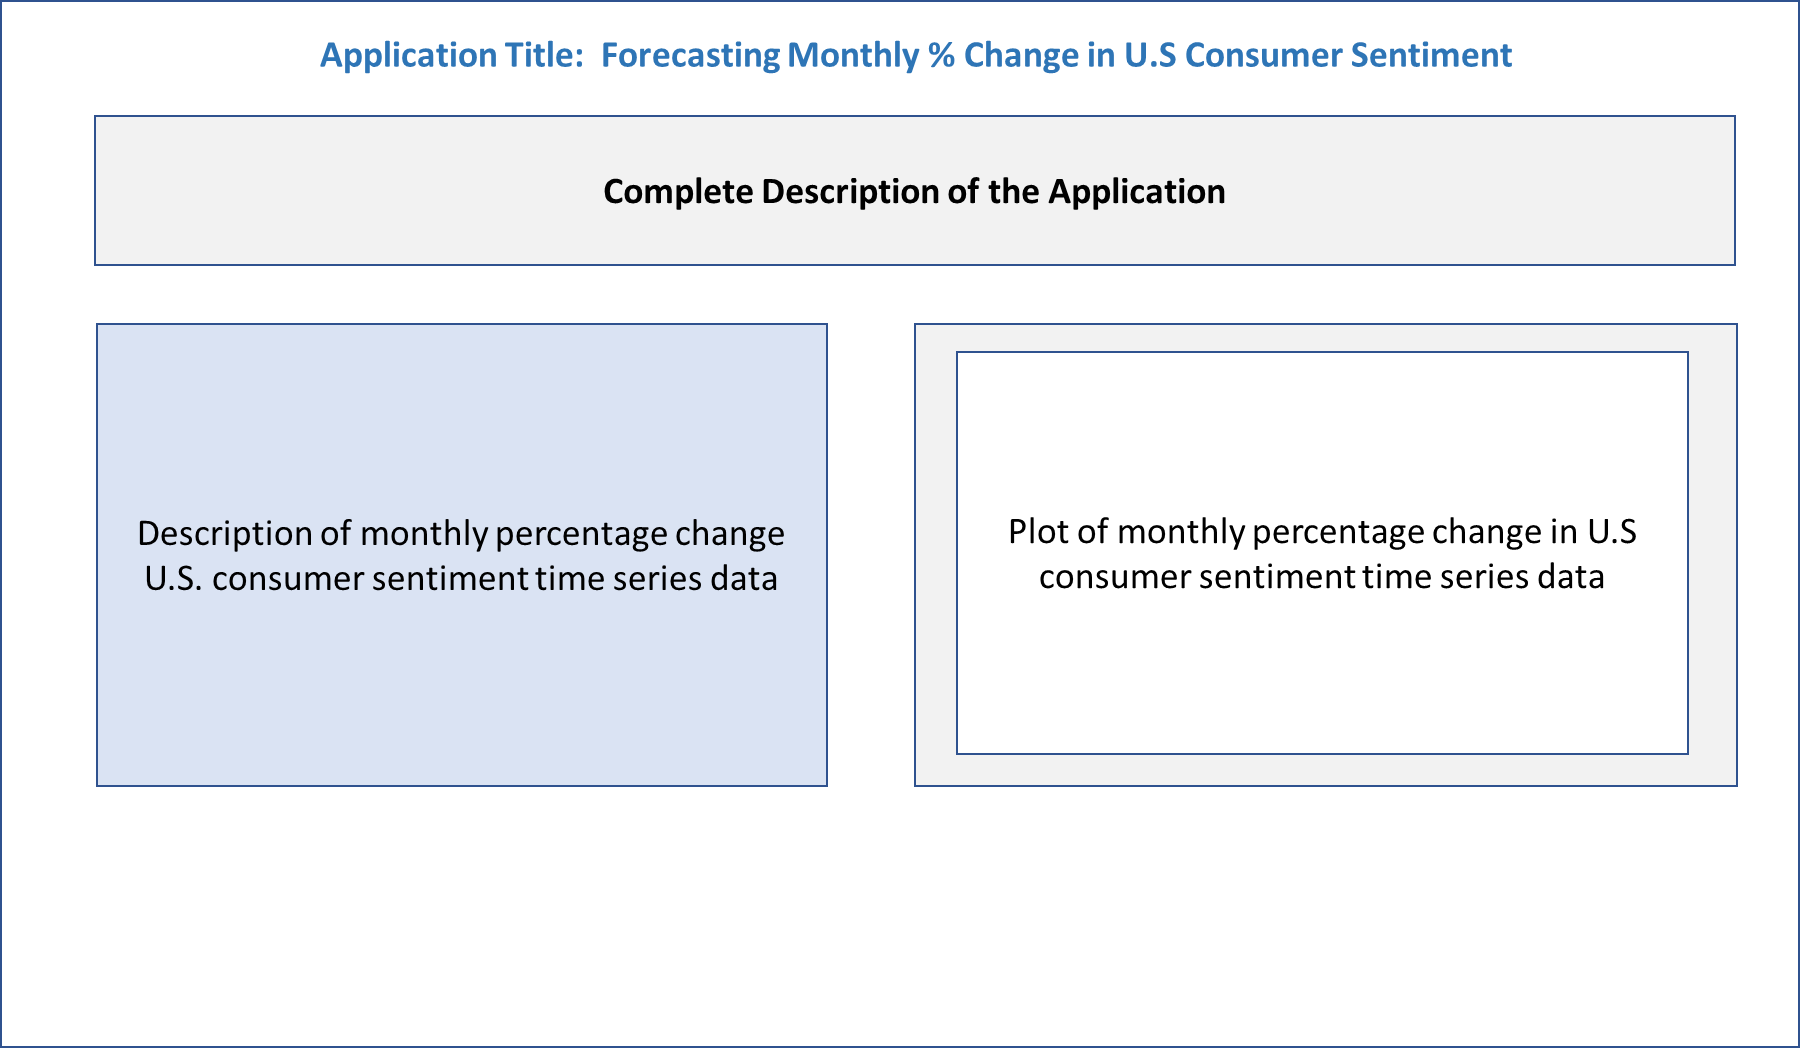 Application Title:  Forecasting Monthly % Change in U.S Consumer Sentiment
Complete Description of the Application
Description of monthly percentage change
U.S. consumer sentiment time series data
Plot of monthly percentage change in U.S
consumer sentiment time series data